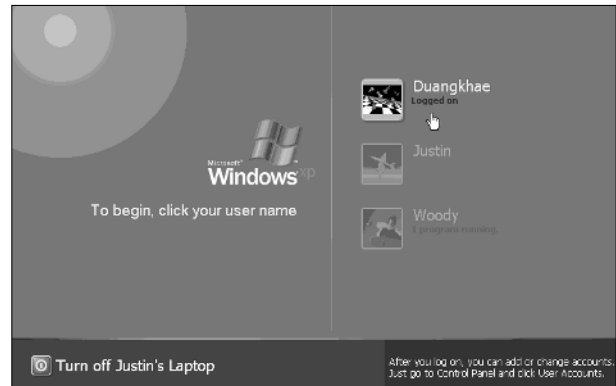 Microsoft®
Windows xp
To begin, click your user name
Duangkhae
Logged on
Justin
Woody
1 program running.
Turn off Justin's Laptop
After you log on, you can add or change accounts.
Just go to Control Panel and click User Accounts.